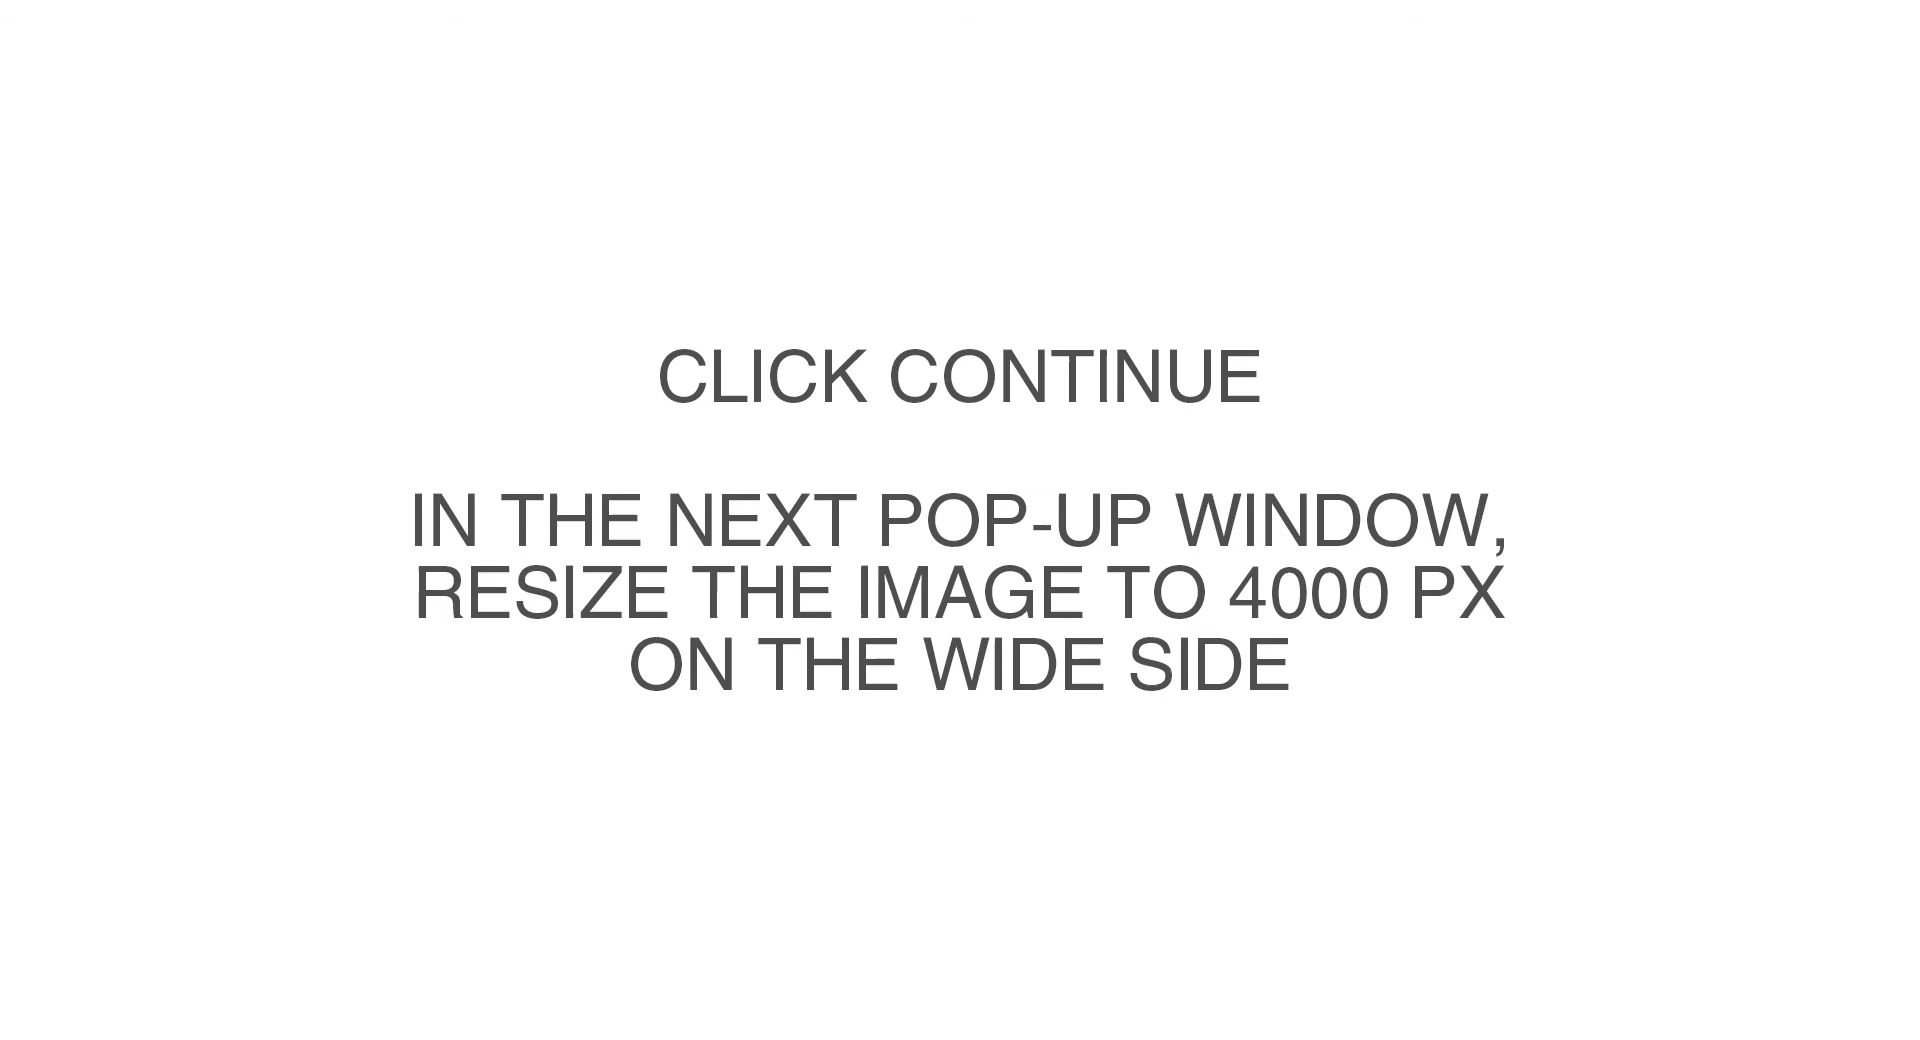 CLICK CONTINUE
IN THE NEXT POP-UP WINDOW,
RESIZE THE IMAGE TO 4000 PX
ON THE WIDE SIDE